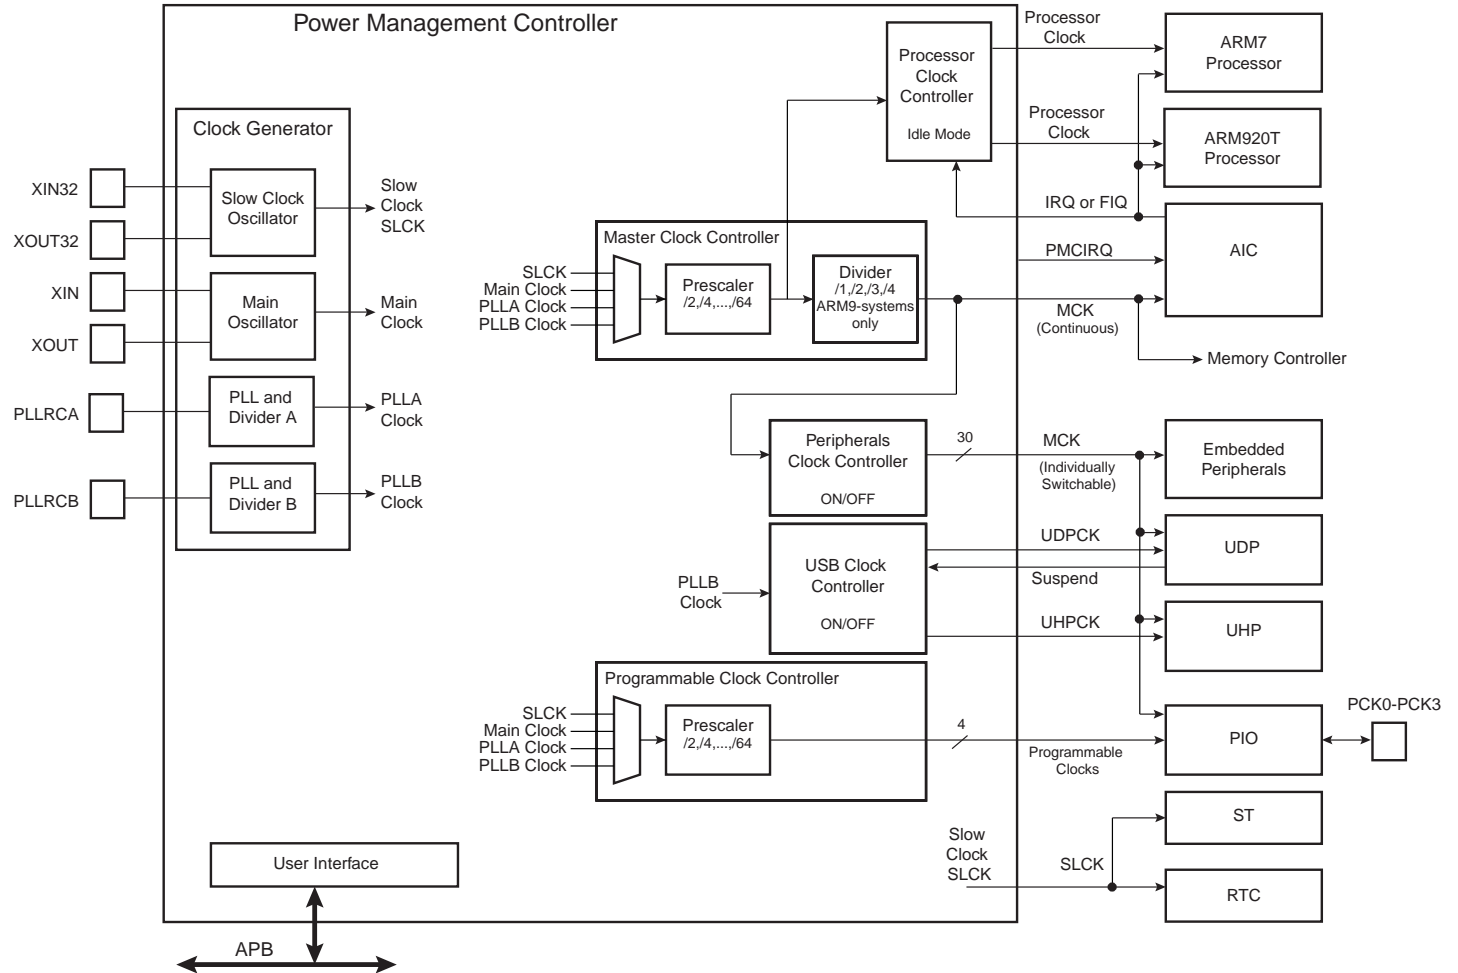 Power Management Controller
Clock Generator
XIN32
XOUT32
XIN
XOUT
PLLRCA
PLLRCB
Slow Clock
Oscillator
Main
Oscillator
PLL and
Divider A
PLL and
Divider B
Slow
Clock
SLCK
Main
Clock
PLLA
Clock
PLLB
Clock
Processor
Clock
Controller
Idle Mode
Processor
Clock
ARM7
Processor
Processor
Clock
ARM920T
Processor
IRQ or FIQ
PMCIRQ
AIC
MCK
(Continuous)
Memory Controller
Master Clock Controller
SLCK
Main Clock
PLLA Clock
PLLB Clock
Prescaler
/2,/4,...,/64
Divider
/1,/2,/3,/4
ARM9-systems
only
Peripherals
Clock Controller
ON/OFF
30
MCK
(Individually
Switchable)
Embedded
Peripherals
PLLB
Clock
USB Clock
Controller
ON/OFF
UDPCK
Suspend
UDP
UHPCK
UHP
Programmable Clock Controller
SLCK
Main Clock
PLLA Clock
PLLB Clock
Prescaler
/2,/4,...,/64
4
Programmable
Clocks
PIO
PCK0-PCK3
Slow
Clock
SLCK
SLCK
ST
RTC
User Interface
APB